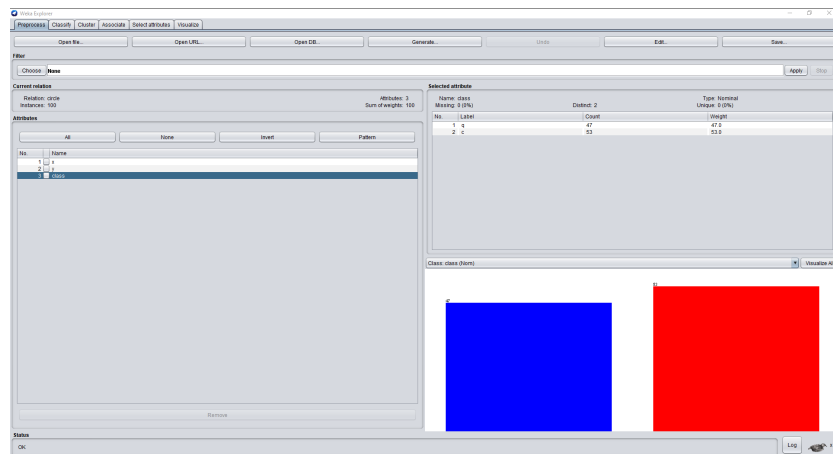 Weka Explorer
Preprocess Classify Cluster Associate Select attributes Visualize
Open file... Open URL... Open DB... Generate... Undo Edit... Save...
Filter
Choose None Apply Stop
Current relation
Relation: circle Attributes: 3
Instances: 100 Sum of weights: 100
Attributes
All None Invert Pattern
No. Name
1 x
2 y
3 class
Remove
Selected attribute
Name: class Type: Nominal
Missing: 0 (0%) Distinct: 2 Unique: 0 (0%)
No. Label Count Weight
1 q 47 47.0
2 c 53 53.0
Class: class (Nom) Visualize All
47
53
Status
OK Log